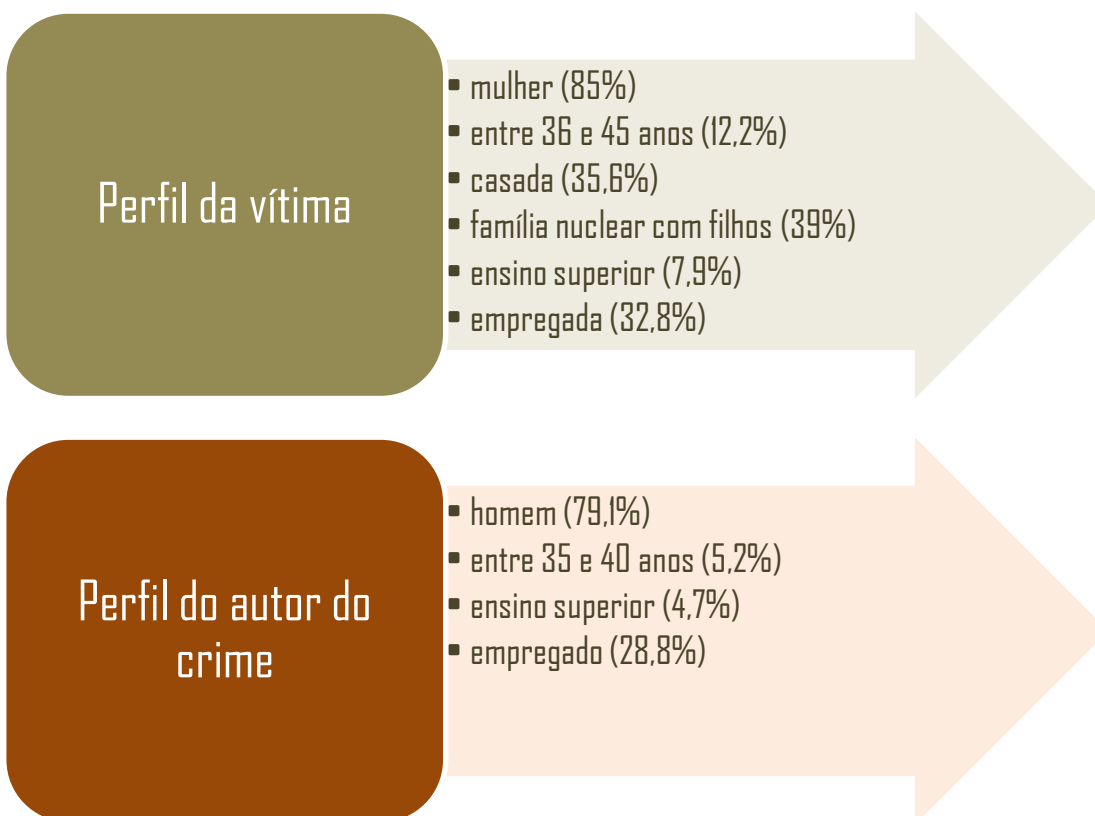 Perfil da vítima
▪ mulher (85%)
▪ entre 36 e 45 anos (12,2%)
▪ casada (35,6%)
▪ família nuclear com filhos (39%)
▪ ensino superior (7,9%)
▪ empregada (32,8%)
Perfil do autor do
crime
▪ homem (79,1%)
▪ entre 35 e 40 anos (5,2%)
▪ ensino superior (4,7%)
▪ empregado (28,8%)